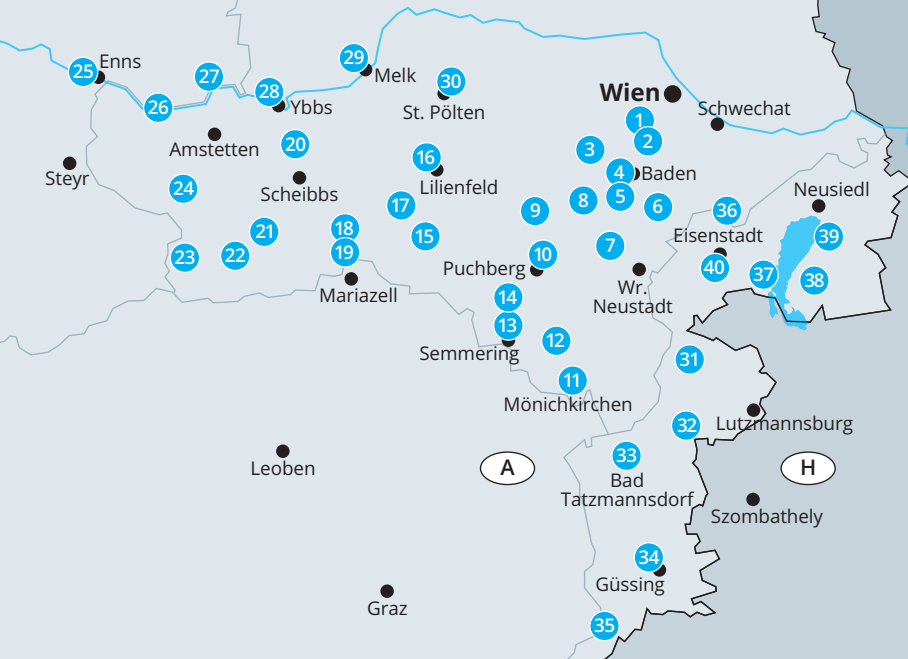 29
Enns
25
27
Melk
30
28
26
Ybbs
St. Pölten
Wien
Schwechat
1
2
Amstetten
20
3
16
4
Baden
Steyr
Scheibbs
Lilienfeld
24
5
Neusiedl
8
17
6
9
36
21
18
15
Eisenstadt
39
7
22
23
19
10
Puchberg
40
37
38
Mariazell
14
Wr.
Neustadt
13
12
Semmering
31
11
Mönichkirchen
Lutzmannsburg
32
33
Leoben
A
H
Bad
Tatzmannsdorf
Szombathely
34
Güssing
Graz
35